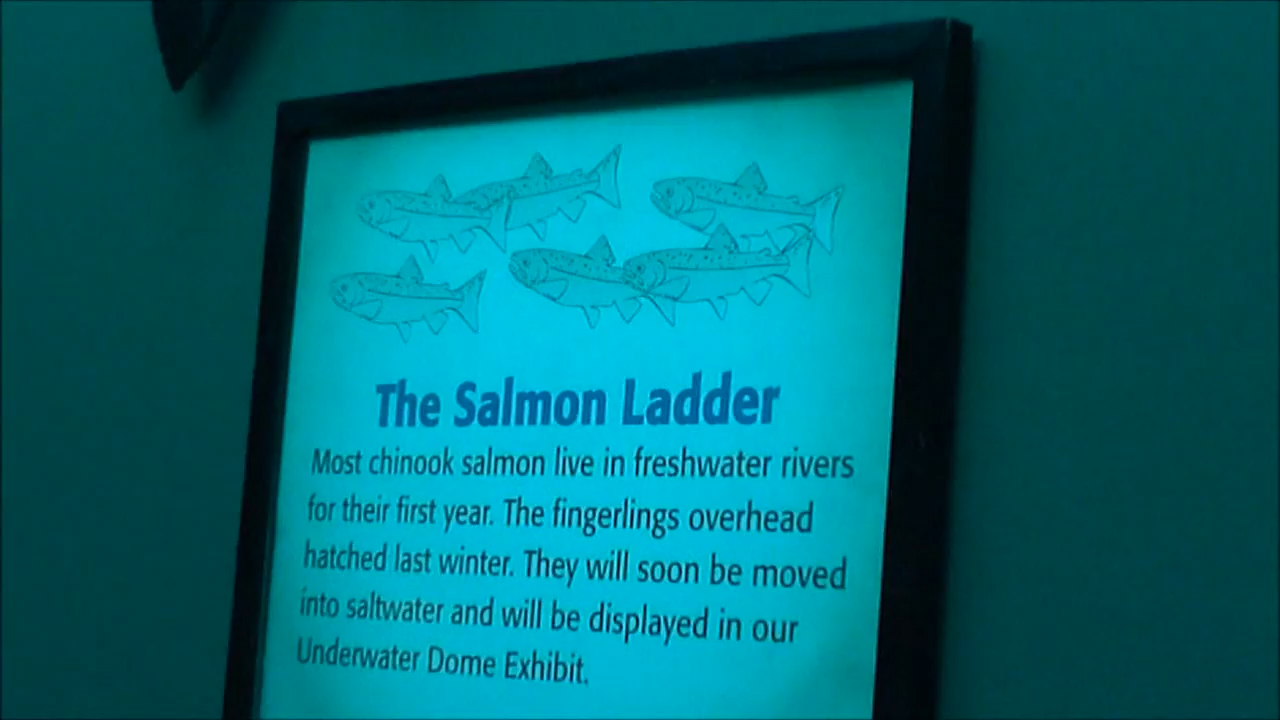 The Salmon Ladder
Most chinook salmon live in freshwater rivers
for their first year. The fingerlings overhead
hatched last winter. They will soon be moved
into saltwater and will be displayed in our
Underwater Dome Exhibit.